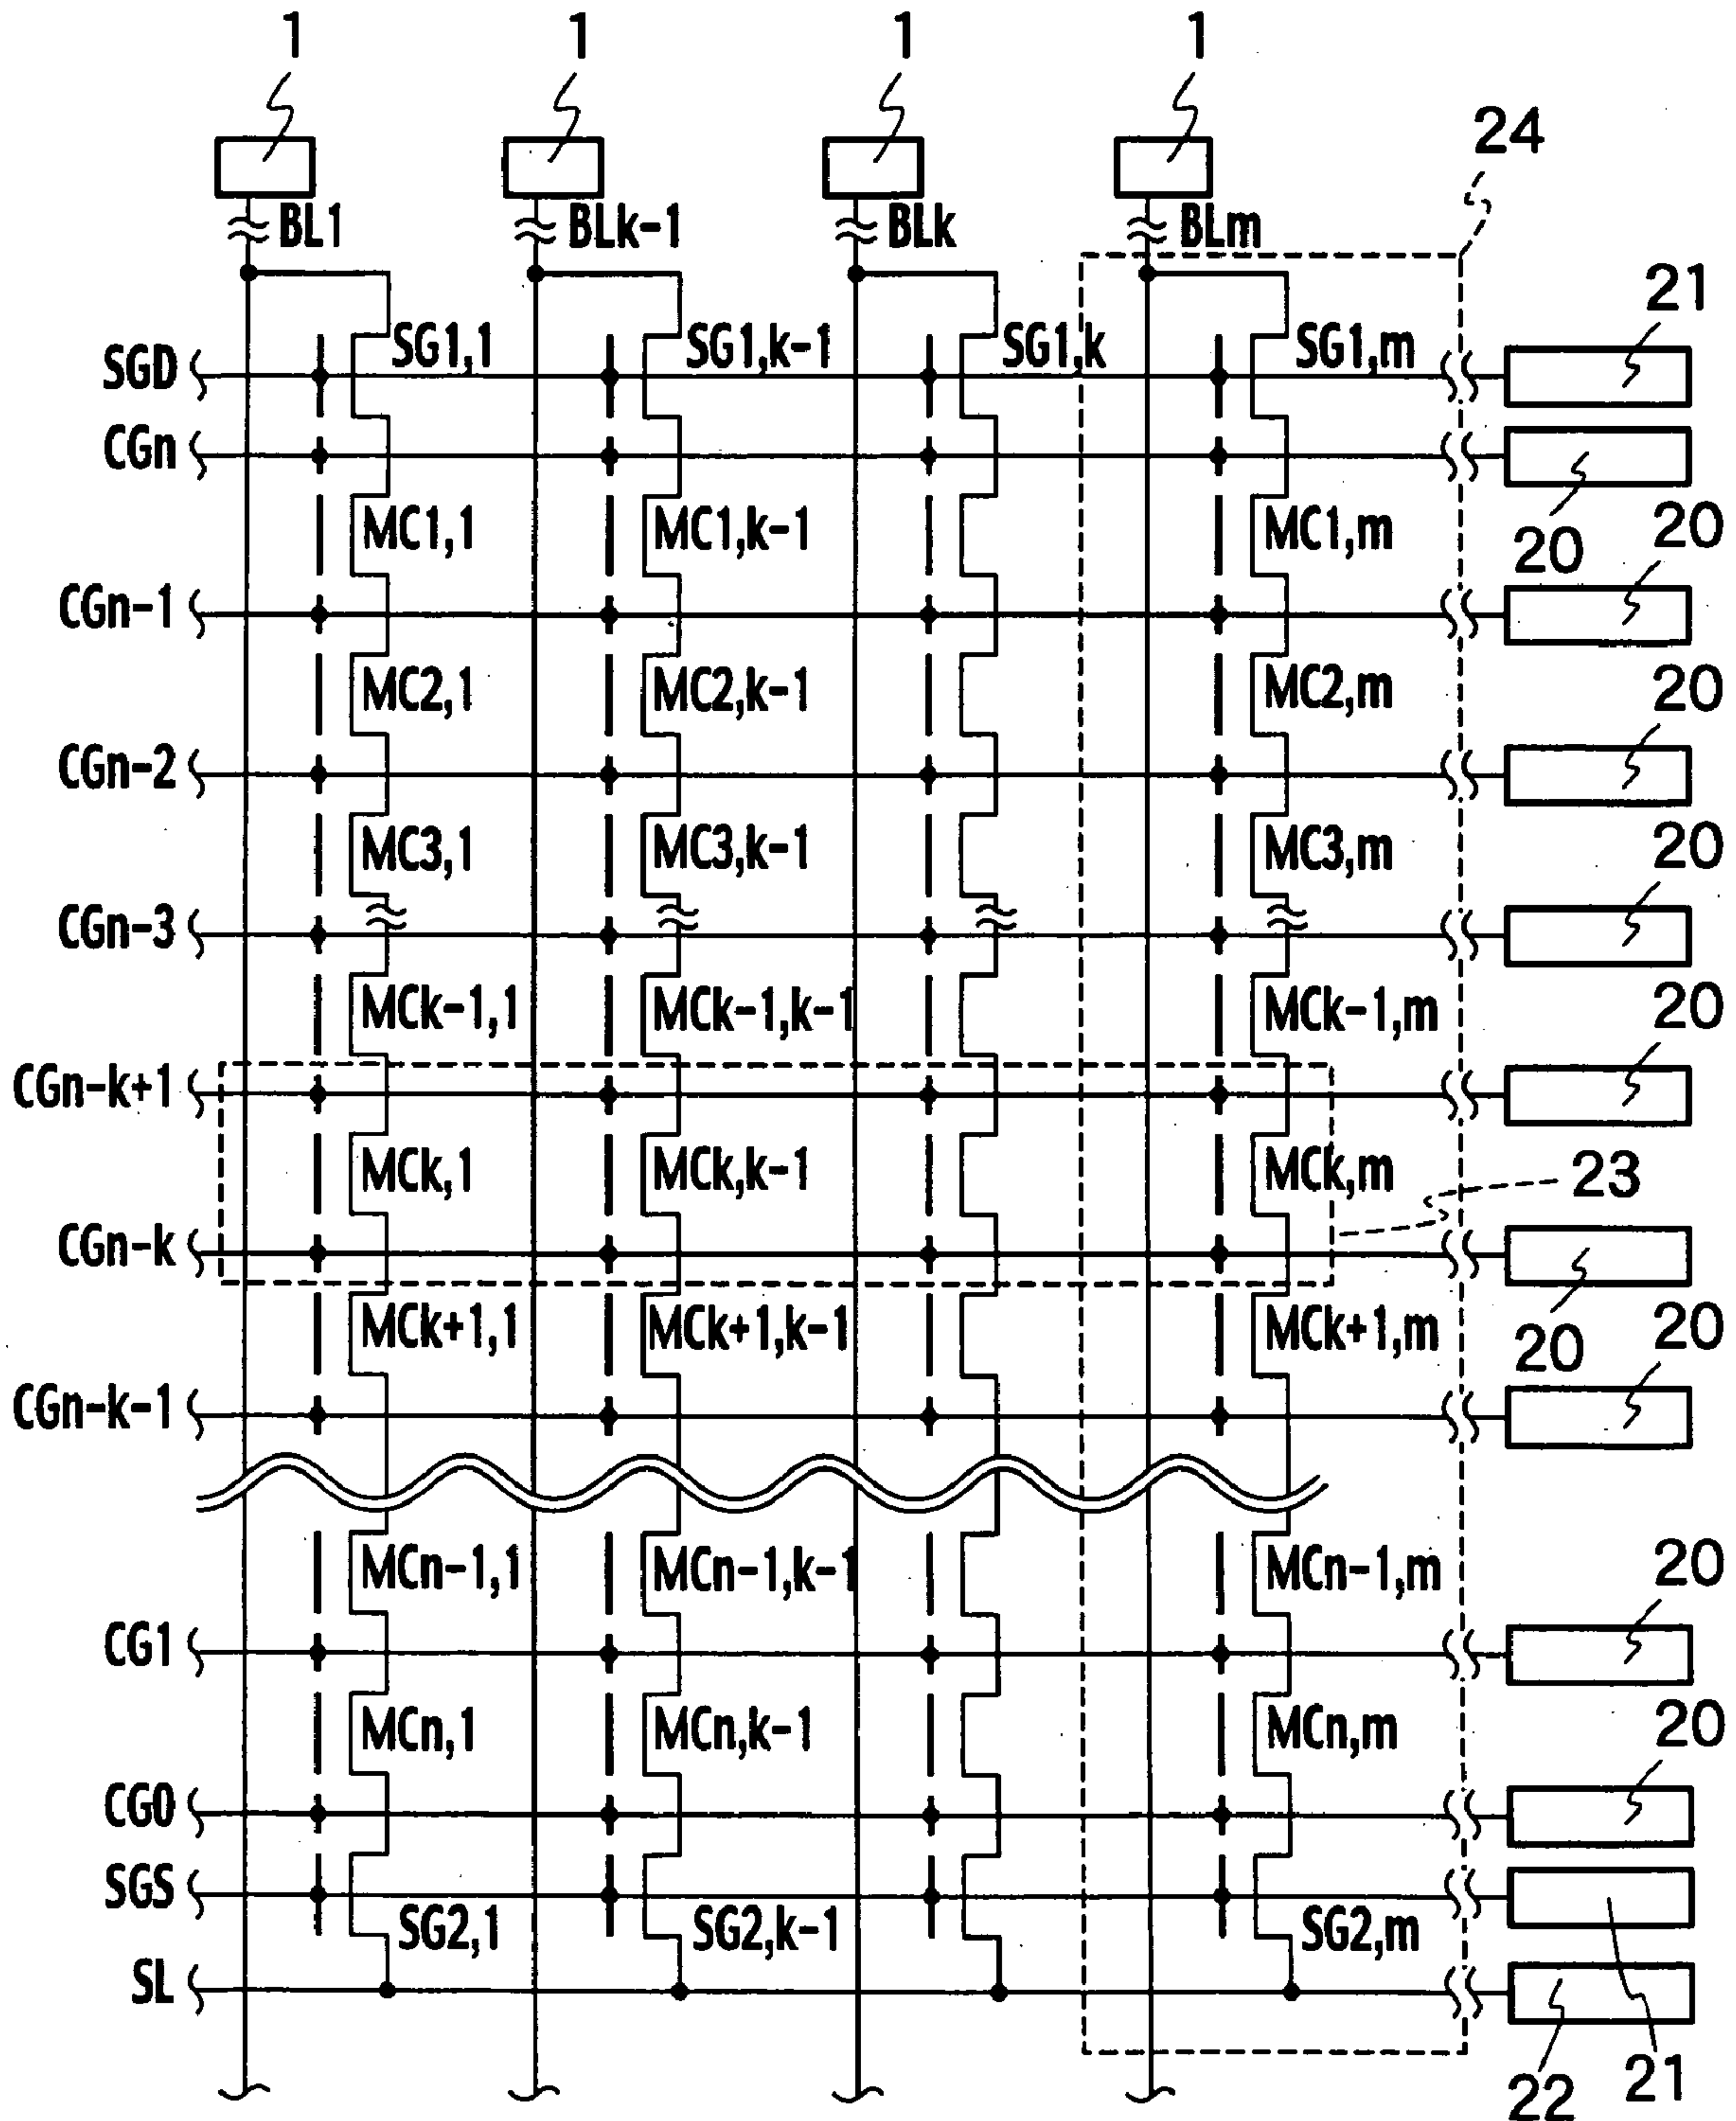 1 1 1 1
24
BL1 BLk-1 BLk BLm
21
SGD SG1,1 SG1,k-1 SG1,k SG1,m
CGn
20 20
MC1,1 MC1,k-1 MC1,m
CGn-1
20
MC2,1 MC2,k-1 MC2,m
CGn-2
20
MC3,1 MC3,k-1 MC3,m
CGn-3
20
MCk-1,1 MCk-1,k-1 MCk-1,m
CGn-k+1
MCk,1 MCk,k-1 MCk,m 23
CGn-k
20 20
MCk+1,1 MCk+1,k-1 MCk+1,m
CGn-k-1
MCn-1,1 MCn-1,k-1 MCn-1,m 20
CG1
MCn,1 MCn,k-1 MCn,m 20
CG0
SGS
SG2,1 SG2,k-1 SG2,m
SL
22 21